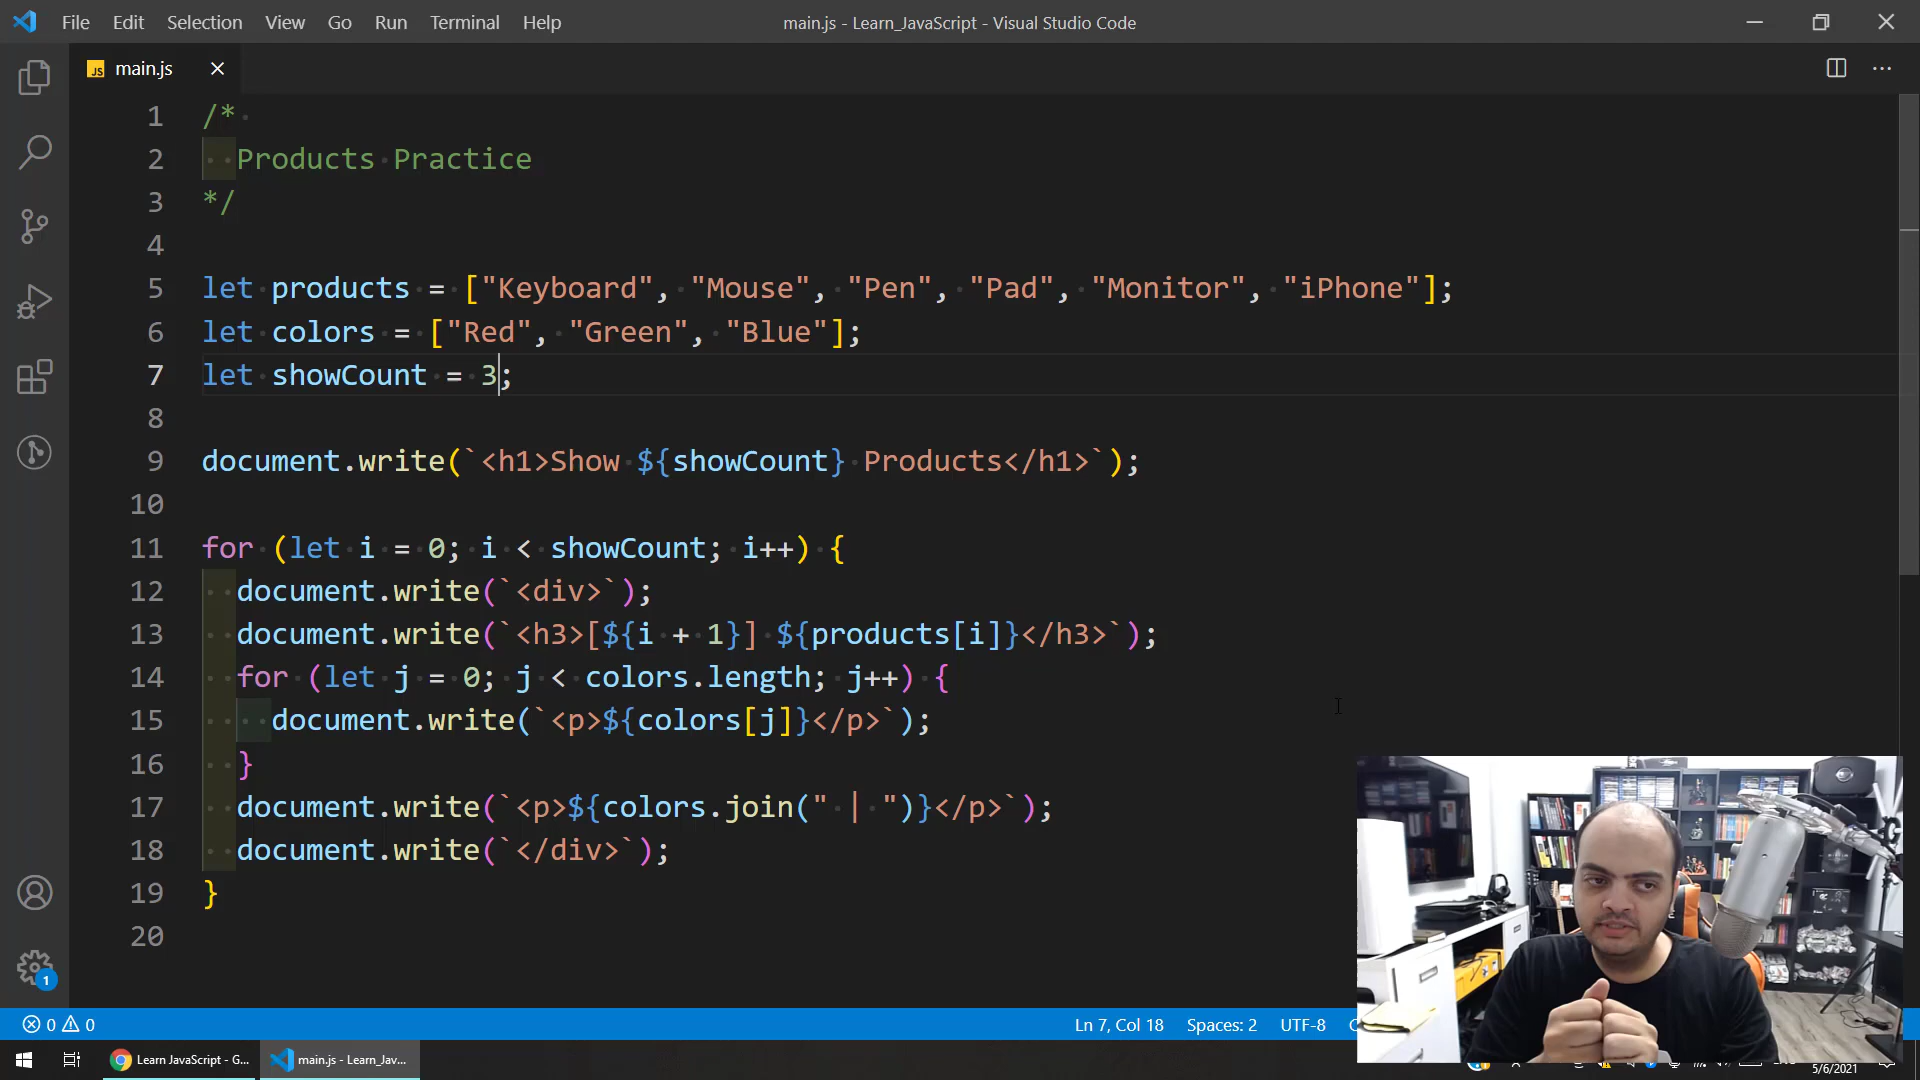 File Edit Selection View Go Run Terminal Help
main.js - Learn_JavaScript - Visual Studio Code
JS main.js
1 /*
2 Products Practice
3 */
4
5 let products = ["Keyboard", "Mouse", "Pen", "Pad", "Monitor", "iPhone"];
6 let colors = ["Red", "Green", "Blue"];
7 let showCount = 3;
8
9 document.write(`<h1>Show ${showCount} Products</h1>`);
10
11 for (let i = 0; i < showCount; i++) {
12 document.write(`<div>`);
13 document.write(`<h3>[${i + 1}] ${products[i]}</h3>`);
14 for (let j = 0; j < colors.length; j++) {
15 document.write(`<p>${colors[j]}</p>`);
16 }
17 document.write(`<p>${colors.join(" | ")}</p>`);
18 document.write(`</div>`);
19 }
20
1
0 0
Ln 7, Col 18 Spaces: 2 UTF-8
Learn JavaScript - G...
main.js - Learn_Jav...
5/6/2021